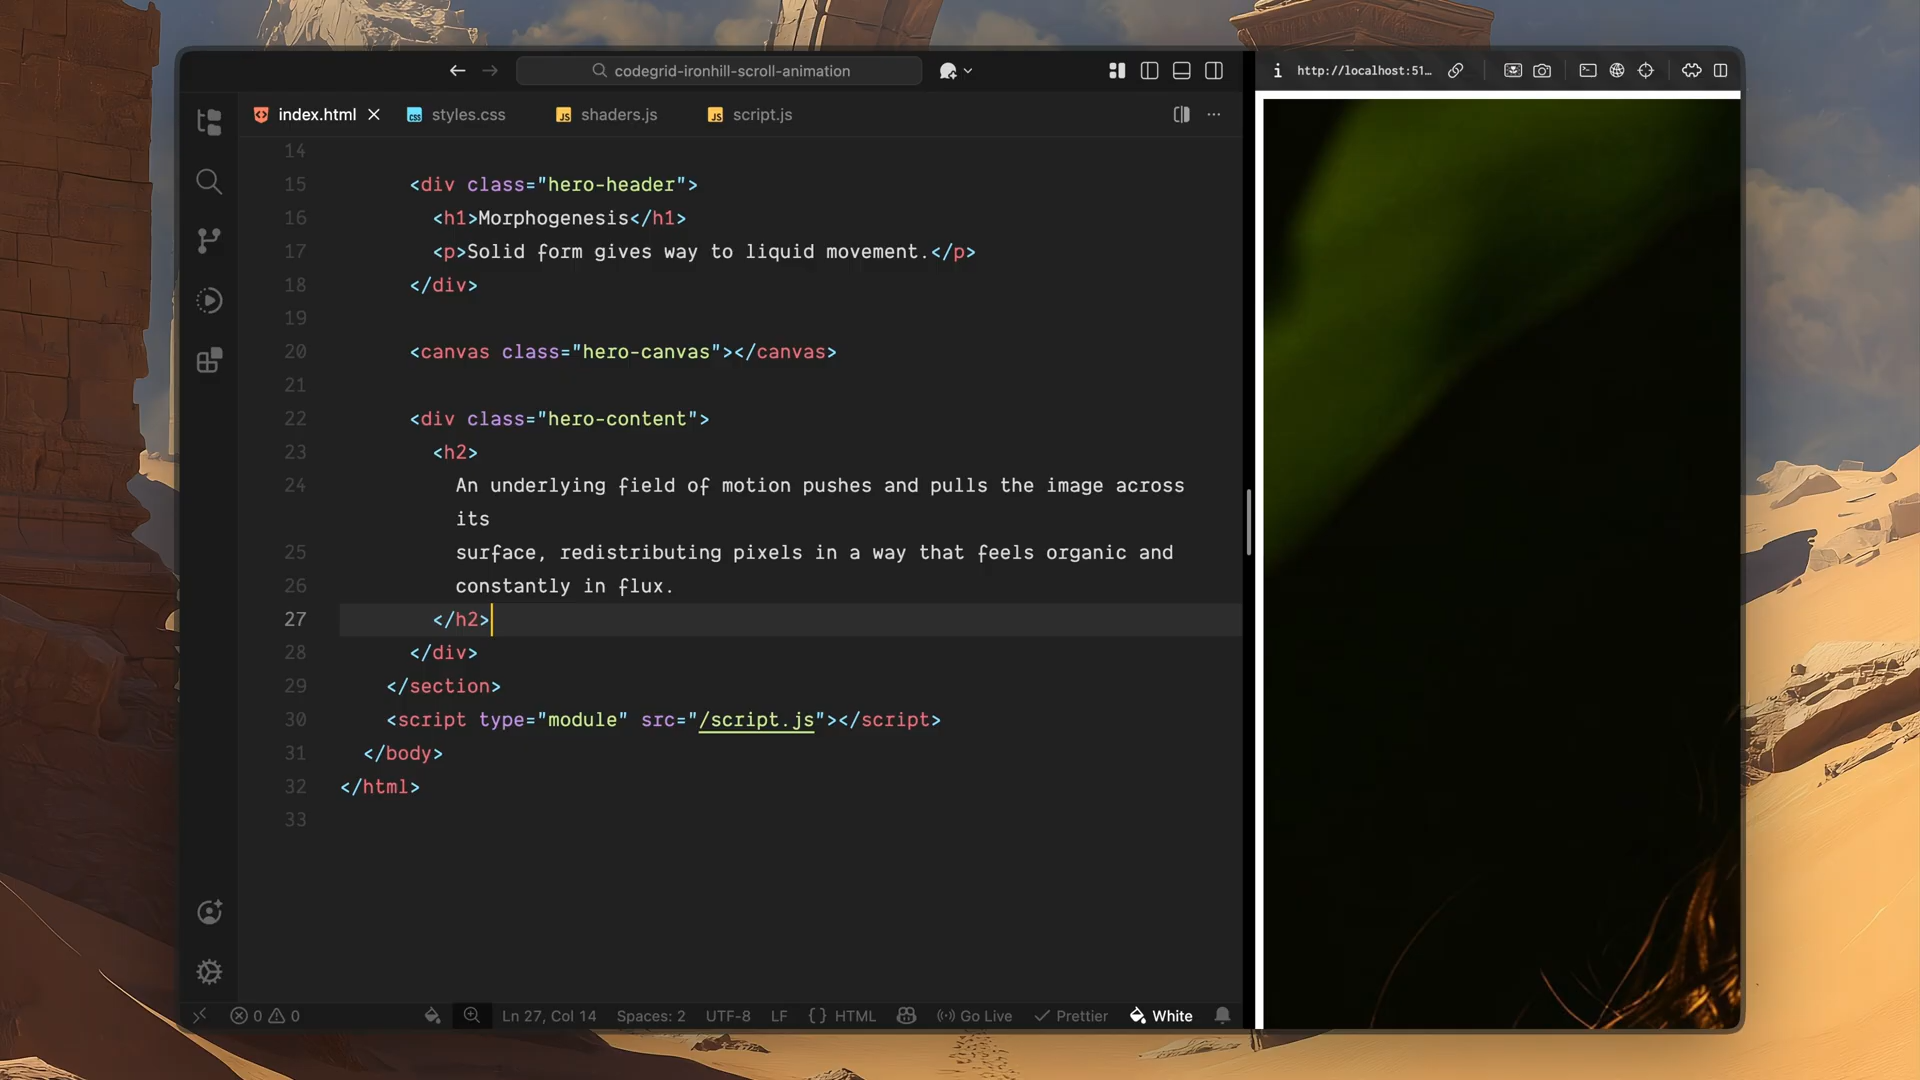 codegrid-ironhill-scroll-animation
http://localhost:51…
index.html
styles.css
shaders.js
script.js
14
15 <div class="hero-header">
16 <h1>Morphogenesis</h1>
17 <p>Solid form gives way to liquid movement.</p>
18 </div>
19
20 <canvas class="hero-canvas"></canvas>
21
22 <div class="hero-content">
23 <h2>
24 An underlying field of motion pushes and pulls the image across
its
25 surface, redistributing pixels in a way that feels organic and
26 constantly in flux.
27 </h2>
28 </div>
29 </section>
30 <script type="module" src="/script.js"></script>
31 </body>
32 </html>
33
0 0 Ln 27, Col 14 Spaces: 2 UTF-8 LF {} HTML Go Live Prettier White